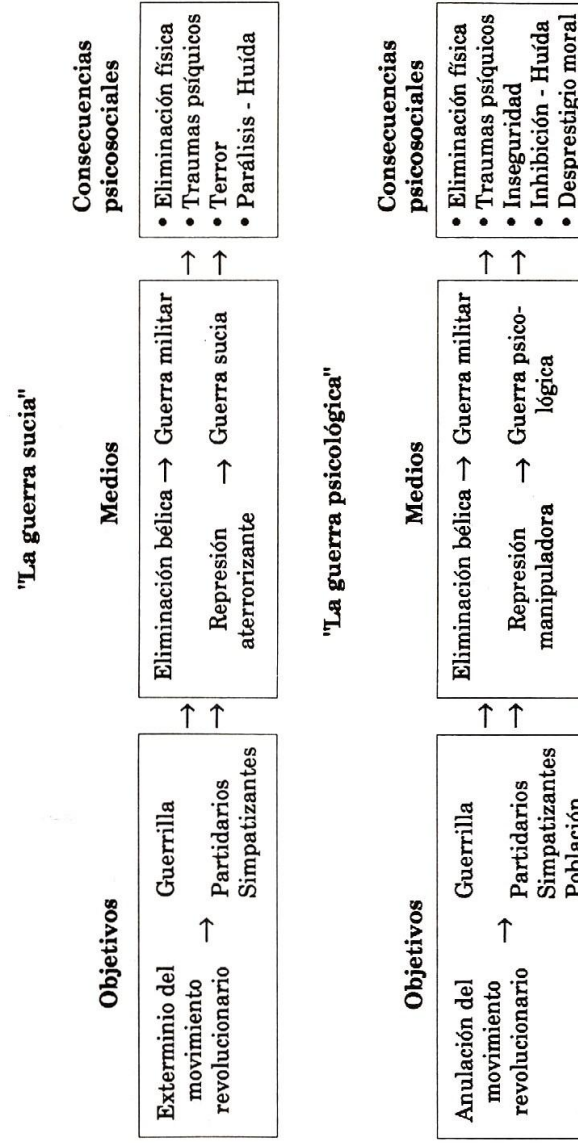 "La guerra sucia"
Objetivos
Medios
Consecuencias
psicosociales
Exterminio del
movimiento
revolucionario
→
Guerrilla
Partidarios
Simpatizantes
→
→
Eliminación bélica → Guerra militar
Represión → Guerra sucia
aterrorizante
→
→
• Eliminación física
• Traumas psíquicos
• Terror
• Parálisis - Huída
"La guerra psicológica"
Objetivos
Medios
Consecuencias
psicosociales
Anulación del
movimiento
revolucionario
→
Guerrilla
Partidarios
Simpatizantes
Población
→
→
Eliminación bélica → Guerra militar
Represión → Guerra psico-
manipuladora lógica
→
→
• Eliminación física
• Traumas psíquicos
• Inseguridad
• Inhibición - Huída
• Desprestigio moral